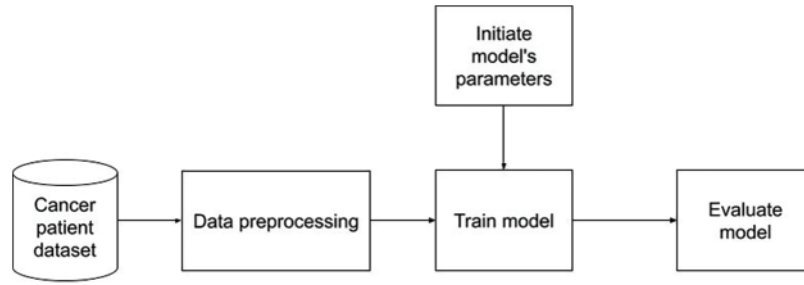 Initiate
model's
parameters
Cancer
patient
dataset
Data preprocessing
Train model
Evaluate
model